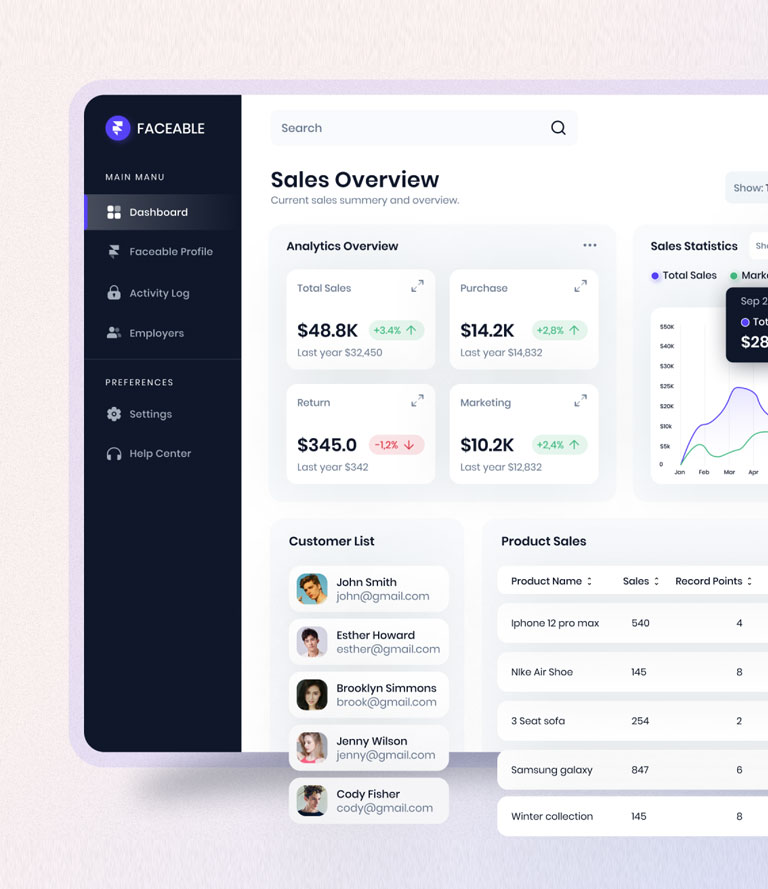 FACEABLE
MAIN MANU
Dashboard
Faceable Profile
Activity Log
Employers
PREFERENCES
Settings
Help Center
Search
Sales Overview
Current sales summery and overview.
Show:
Analytics Overview
Total Sales
$48.8K +3.4%
Last year $32,450
Purchase
$14.2K +2,8%
Last year $14,832
Return
$345.0 -1,2%
Last year $342
Marketing
$10.2K +2,4%
Last year $12,832
Sales Statistics
Total Sales
Sep 2
$28
$50K
$40K
$30K
$25K
$20K
$10k
$5k
0
Jan Feb Mar Apr
Customer List
John Smith
john@gmail.com
Esther Howard
esther@gmail.com
Brooklyn Simmons
brook@gmail.com
Jenny Wilson
jenny@gmail.com
Cody Fisher
cody@gmail.com
Product Sales
Product Name Sales Record Points
Iphone 12 pro max 540 4
NIke Air Shoe 145 8
3 Seat sofa 254 2
Samsung galaxy 847 6
Winter collection 145 8